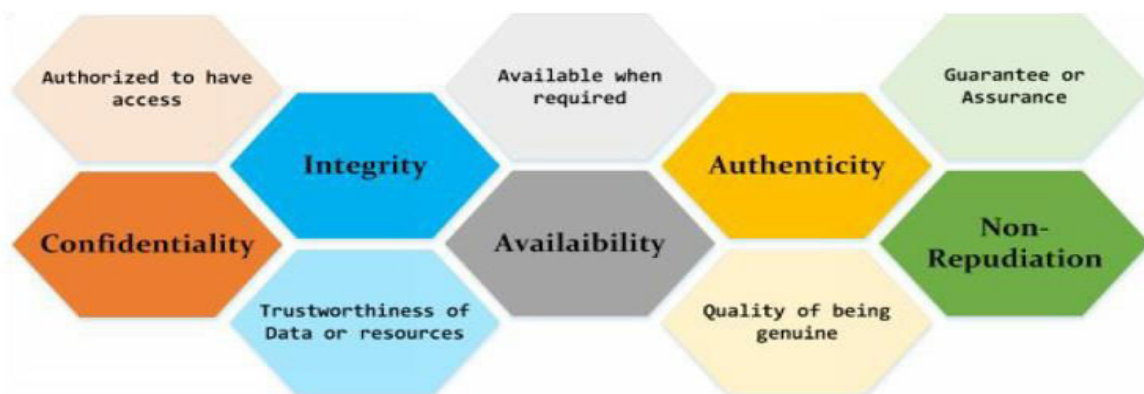 Authorized to have
access
Integrity
Available when
required
Authenticity
Guarantee or
Assurance
Confidentiality
Trustworthiness of
Data or resources
Availaibility
Quality of being
genuine
Non-
Repudiation